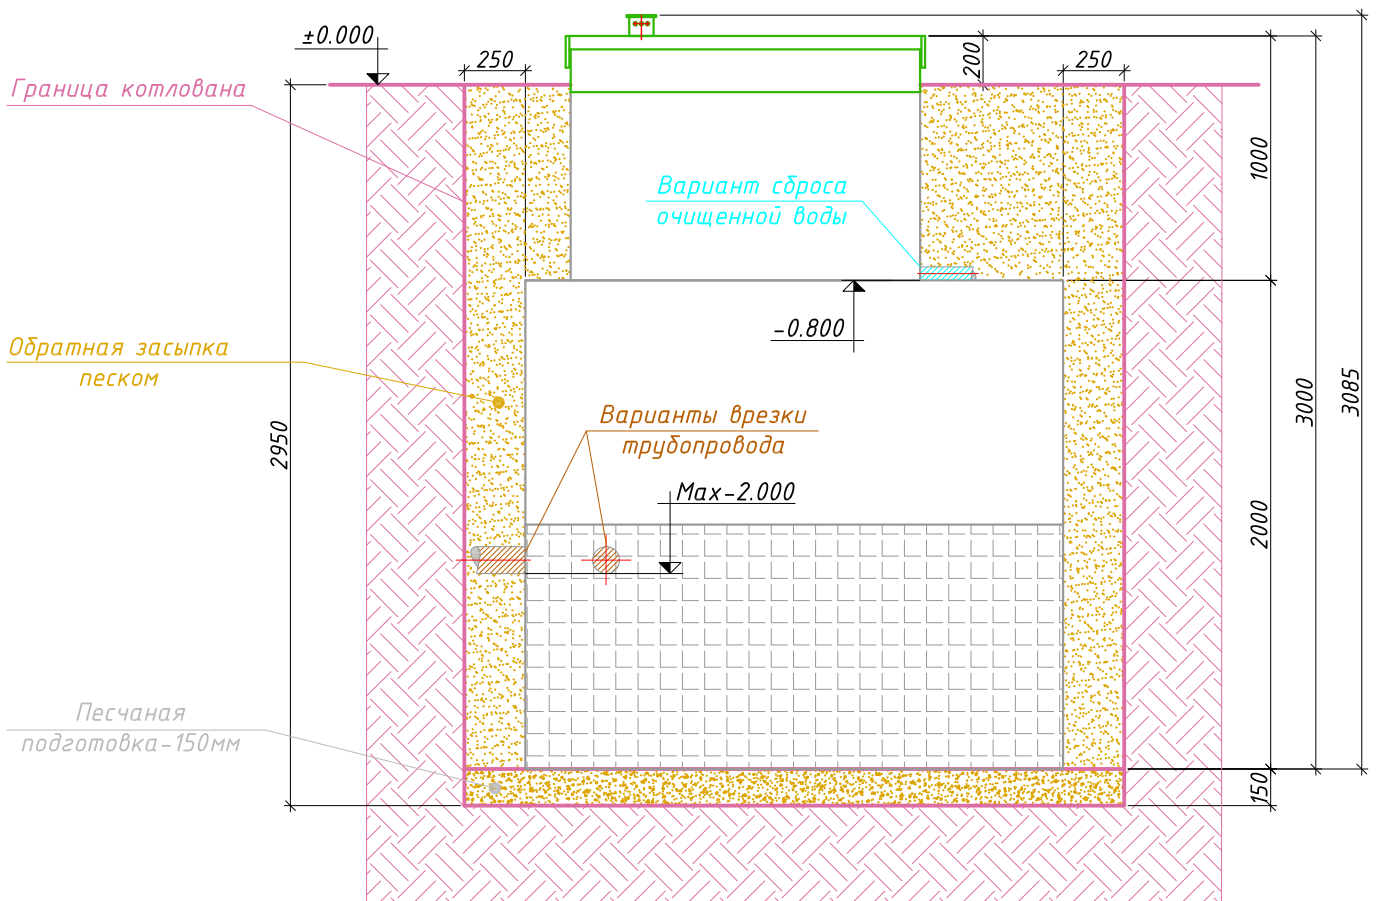 ±0.000
250
200
250
Граница котлована
1000
Вариант сброса
очищенной воды
-0.800
Обратная засыпка
песком
3085
3000
Варианты врезки
трубопровода
2950
Max-2.000
2000
Песчаная
подготовка-150мм
150